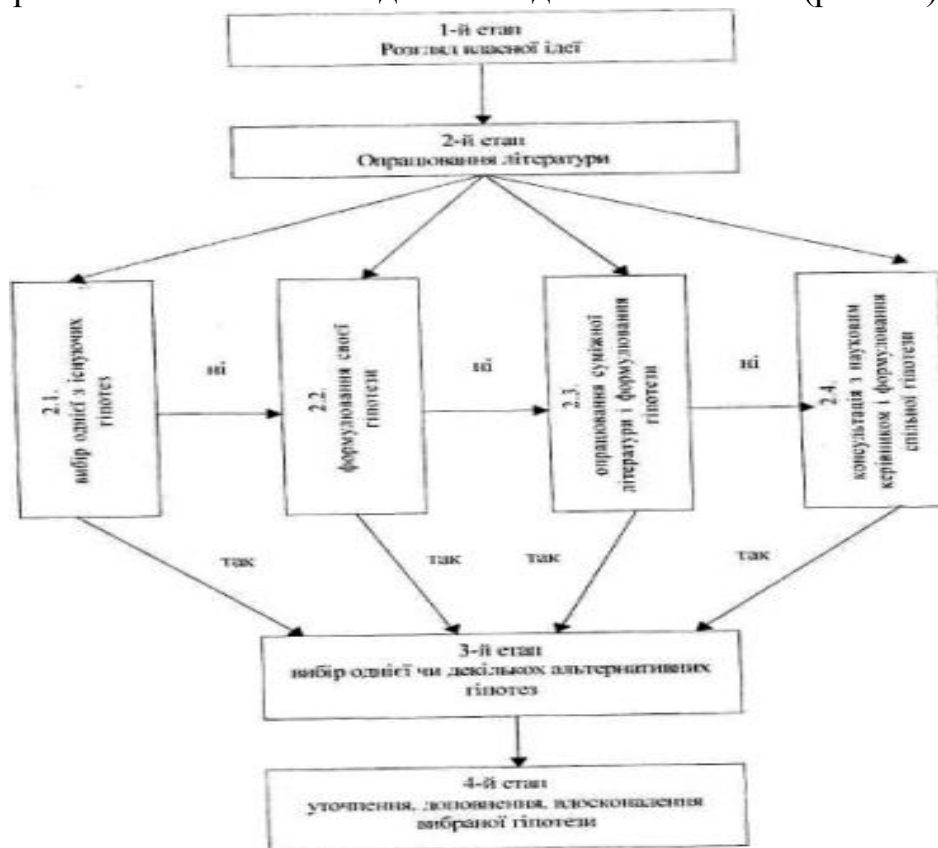 1-й етап
Розгляд власної ідеї
2-й етап
Опрацювання літератури
2.1.
вибір однієї з існуючих
гіпотез
ні
2.2.
формулювання своєї
гіпотези
ні
2.3.
опрацювання суміжної
літератури і формулювання
гіпотези
ні
2.4.
консультація з науковим
керівником і формулювання
спільної гіпотези
так
так
так
так
3-й етап
вибір однієї чи декількох альтернативних
гіпотез
4-й етап
уточнення, доповнення, вдосконалення
вибраної гіпотези